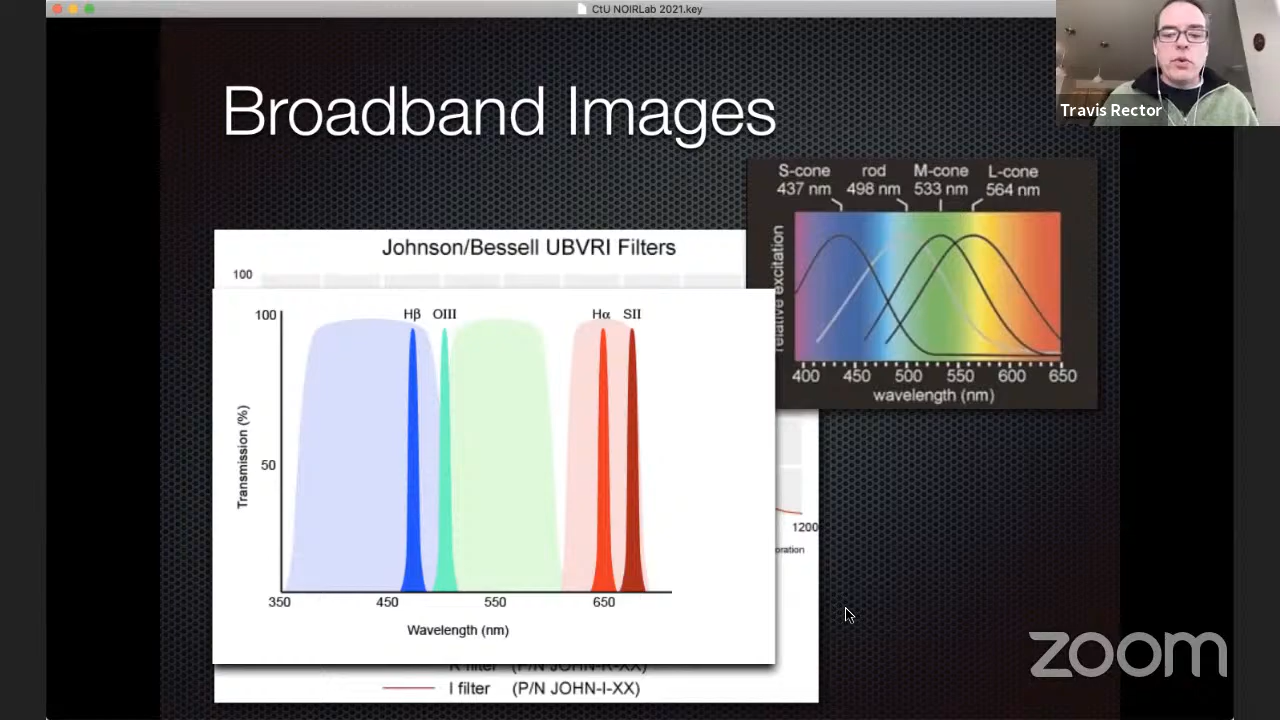 CtU NOIRLab 2021.key
Travis Rector
Broadband Images
S-cone rod M-cone L-cone
437 nm 498 nm 533 nm 564 nm
relative excitation
400 450 500 550 600 650
wavelength (nm)
Johnson/Bessell UBVRI Filters
100
Hβ OIII Hα SII
100
Transmission (%)
50
350 450 550 650
Wavelength (nm)
1200
R filter (P/N JOHN-R-XX)
I filter (P/N JOHN-I-XX)
zoom